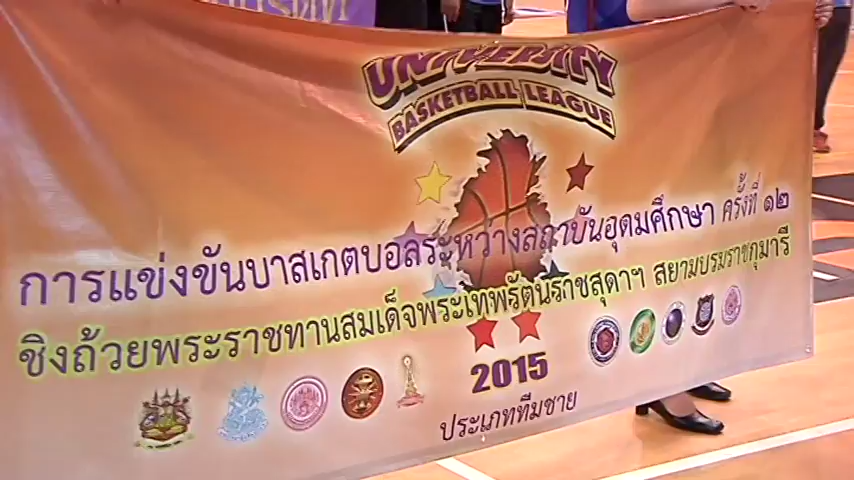 UNIVERSITY
BASKETBALL LEAGUE
การแข่งขันบาสเกตบอลระหว่างสถาบันอุดมศึกษา ครั้งที่ ๑๒
ชิงถ้วยพระราชทานสมเด็จพระเทพรัตนราชสุดาฯ สยามบรมราชกุมารี
2015
ประเภททีมชาย